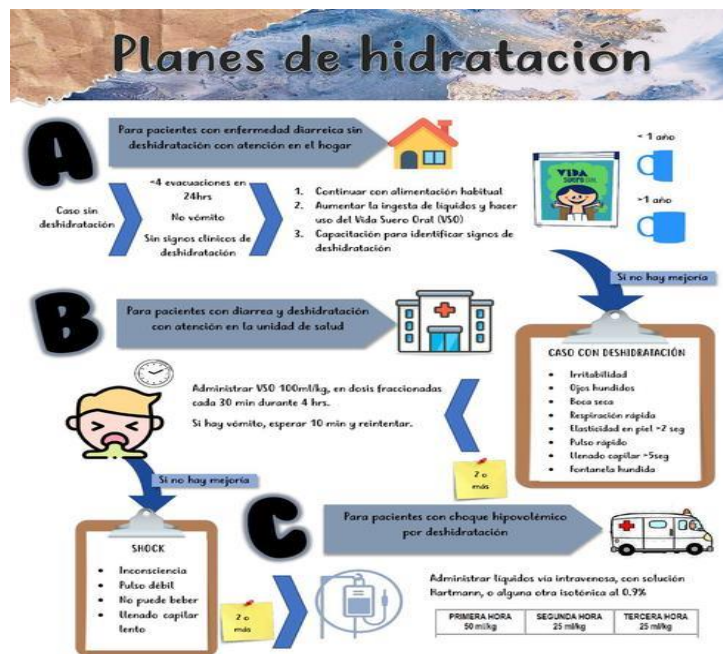 Planes de hidratación
A
Para pacientes con enfermedad diarreica sin
deshidratación con atención en el hogar
Caso sin
deshidratación
<4 evacuaciones en
24hrs
No vómito
Sin signos clínicos de
deshidratación
1. Continuar con alimentación habitual
2. Aumentar la ingesta de líquidos y hacer
uso del Vida Suero Oral (VSO)
3. Capacitación para identificar signos de
deshidratación
VIDA
SUERO ORAL
< 1 año
>1 año
Si no hay mejoría
B
Para pacientes con diarrea y deshidratación
con atención en la unidad de salud
Administrar VSO 100ml/kg, en dosis fraccionadas
cada 30 min durante 4 hrs.
Si hay vómito, esperar 10 min y reintentar.
CASO CON DESHIDRATACIÓN
• Irritabilidad
• Ojos hundidos
• Boca seca
• Respiración rápida
• Elasticidad en piel >2 seg
• Pulso rápido
• Llenado capilar >5seg
• Fontanela hundida
2 o
más
Si no hay mejoría
C
Para pacientes con choque hipovolémico
por deshidratación
SHOCK
• Inconsciencia
• Pulso débil
• No puede beber
• Llenado capilar
lento
2 o
más
Administrar líquidos vía intravenosa, con solución
Hartmann, o alguna otra isotónica al 0.9%
PRIMERA HORA
50 ml/kg
SEGUNDA HORA
25 ml/kg
TERCERA HORA
25 ml/kg